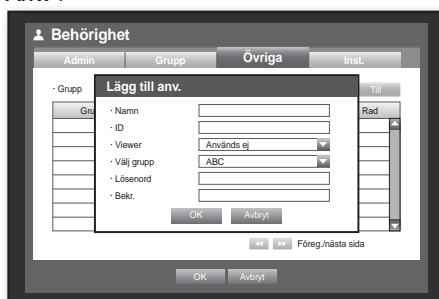 Behörighet
Admin Grupp Övriga Inst.
· Grupp Till
Lägg till anv.
Gru Rad
· Namn
· ID
· Viewer Används ej
· Välj grupp ABC
· Lösenord
· Bekr.
OK Avbryt
Föreg./nästa sida
OK Avbryt